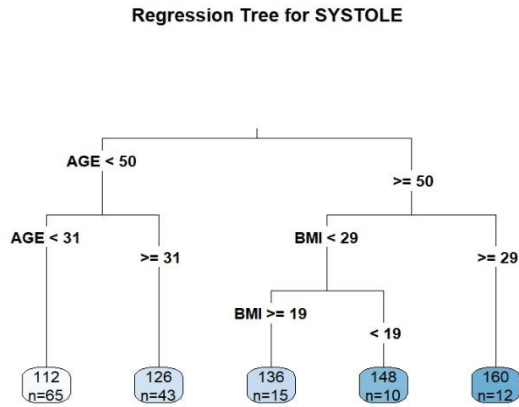 Regression Tree for SYSTOLE
AGE < 50
>= 50
AGE < 31
>= 31
BMI < 29
>= 29
BMI >= 19
< 19
112
n=65
126
n=43
136
n=15
148
n=10
160
n=12